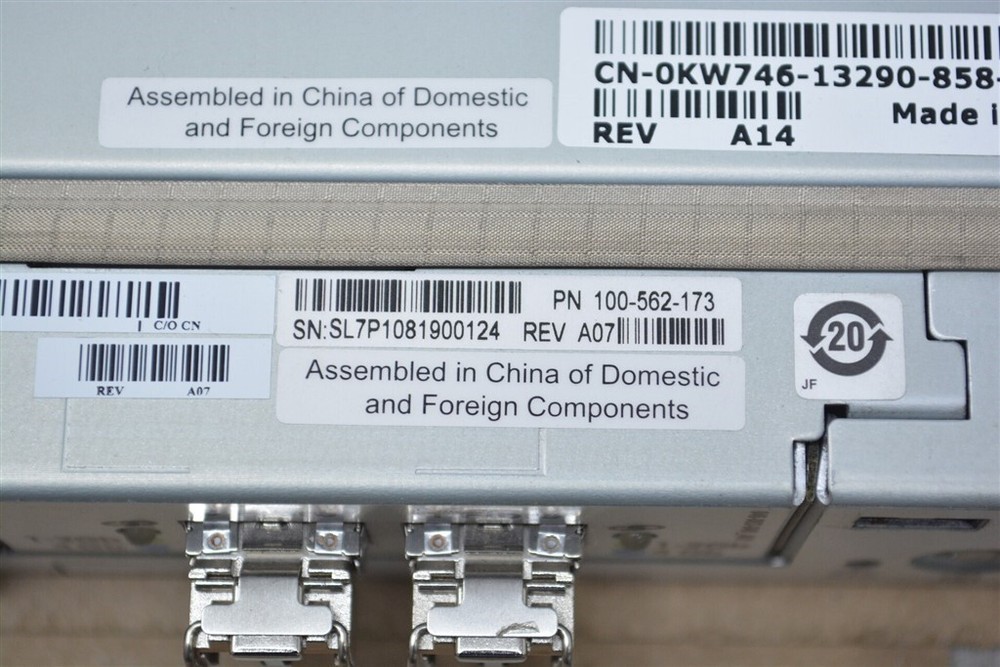 Assembled in China of Domestic
and Foreign Components
CN-0KW746-13290-858-
Made i
REV A14
C/O CN
REV A07
PN 100-562-173
SN:SL7P1081900124 REV A07
Assembled in China of Domestic
and Foreign Components
20
JF